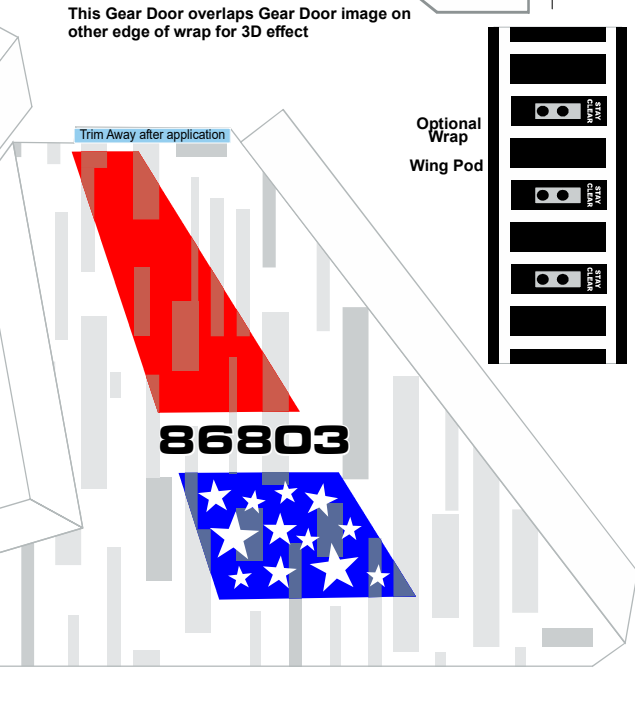 This Gear Door overlaps Gear Door image on
other edge of wrap for 3D effect
Trim Away after application
Optional
Wrap
Wing Pod
STAY
CLEAR
STAY
CLEAR
STAY
CLEAR
86803